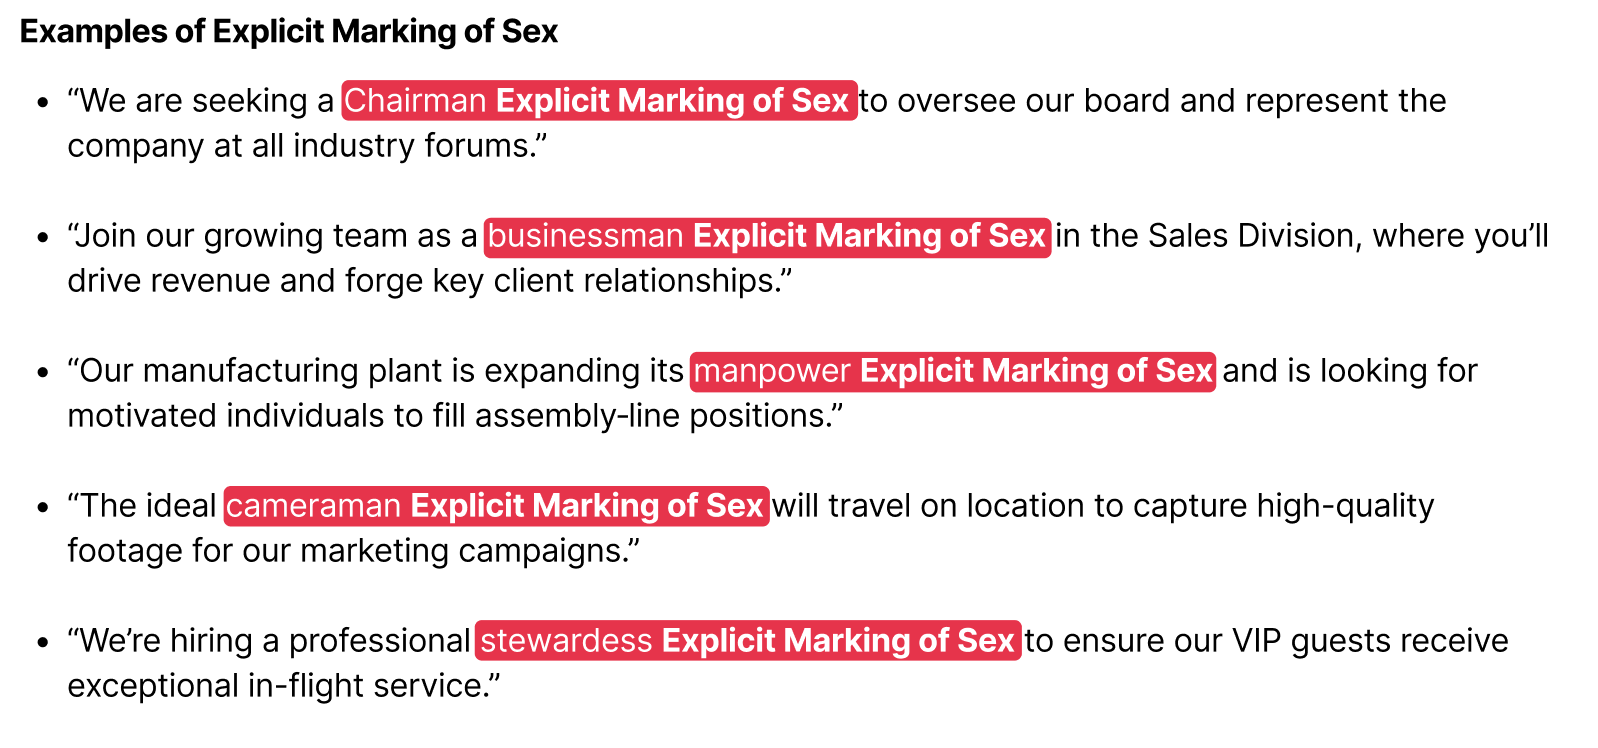 Examples of Explicit Marking of Sex
• “We are seeking a Chairman Explicit Marking of Sex to oversee our board and represent the
company at all industry forums.”
• “Join our growing team as a businessman Explicit Marking of Sex in the Sales Division, where you’ll
drive revenue and forge key client relationships.”
• “Our manufacturing plant is expanding its manpower Explicit Marking of Sex and is looking for
motivated individuals to fill assembly-line positions.”
• “The ideal cameraman Explicit Marking of Sex will travel on location to capture high-quality
footage for our marketing campaigns.”
• “We’re hiring a professional stewardess Explicit Marking of Sex to ensure our VIP guests receive
exceptional in-flight service.”